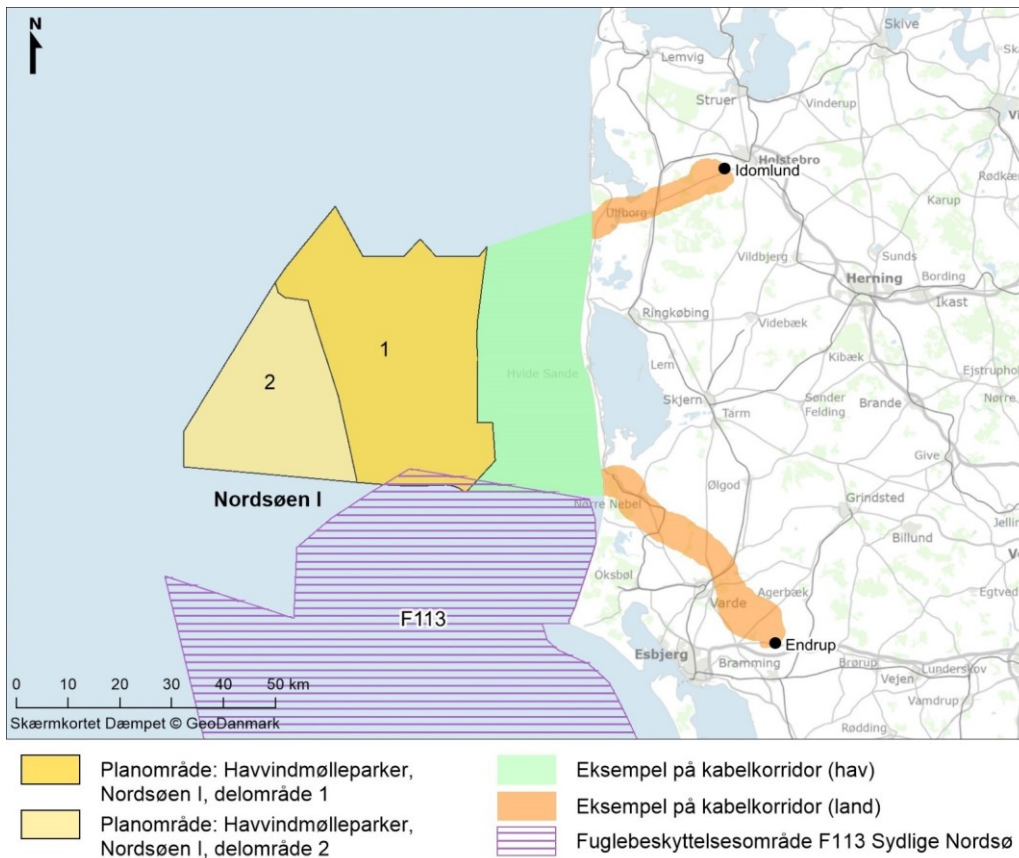 N
Lemvig
Skive
Struer
Vinderup
Holstebro
Idomlund
Rødkær
Ulfborg
Karup
Vildbjerg
Sunds
Herning
Bording
Ikast
1
Ringkøbing
Videbæk
2
Hvide Sande
Lem
Kibæk
Ejstruphol
Skjern
Sønder
Felding
Brande
Nørre
Tarm
Give
Nordsøen I
Ølgod
Grindsted
Nørre Nebel
Billund
Jelling
Oksbøl
Agerbæk
Egtved
Varde
F113
Endrup
Esbjerg
Bramming
Brørup
Lunderskov
Vejen
Vamdrup
Rødding
0 10 20 30 40 50 km
Skærmkortet Dæmpet © GeoDanmark
Planområde: Havvindmølleparker,
Nordsøen I, delområde 1
Planområde: Havvindmølleparker,
Nordsøen I, delområde 2
Eksempel på kabelkorridor (hav)
Eksempel på kabelkorridor (land)
Fuglebeskyttelsesområde F113 Sydlige Nordsø